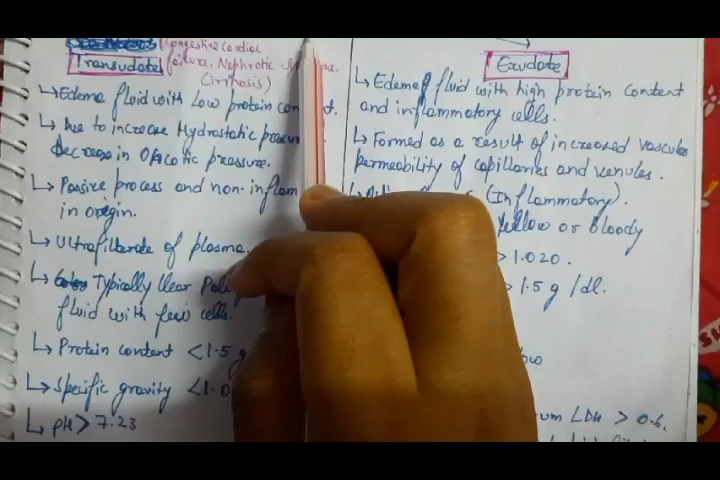 Congestive Cardiac
Transudate failure, Nephrotic
Cirrhosis)
↳ Edema fluid with Low protein
↳ Due to increase Hydrostatic
Decrease in Oncotic pressure.
↳ Passive process and non-inflam
in origin.
↳ Ultrafilterate of plasma.
↳ Typically clear Pale
fluid with few cells.
↳ Protein content <1.5 g
↳ Specific gravity <1.0
↳ pH > 7.23
Exudate
↳ Edema fluid with high protein content
and inflammatory cells.
↳ Formed as a result of increased vascular
permeability of capillaries and venules.
(Inflammatory).
Yellow or bloody
> 1.020.
> 1.5 g/dl.
LDH > 0.6.